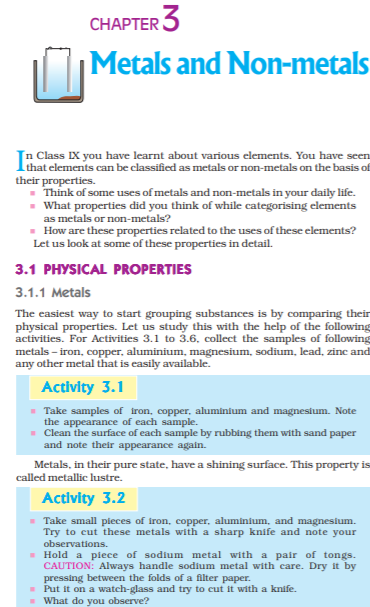 CHAPTER 3
Metals and Non-metals
In Class IX you have learnt about various elements. You have seen
that elements can be classified as metals or non-metals on the basis of
their properties.
■ Think of some uses of metals and non-metals in your daily life.
■ What properties did you think of while categorising elements
as metals or non-metals?
■ How are these properties related to the uses of these elements?
Let us look at some of these properties in detail.
3.1 PHYSICAL PROPERTIES
3.1.1 Metals
The easiest way to start grouping substances is by comparing their
physical properties. Let us study this with the help of the following
activities. For Activities 3.1 to 3.6, collect the samples of following
metals – iron, copper, aluminium, magnesium, sodium, lead, zinc and
any other metal that is easily available.
Activity 3.1
■ Take samples of iron, copper, aluminium and magnesium. Note
the appearance of each sample.
■ Clean the surface of each sample by rubbing them with sand paper
and note their appearance again.
Metals, in their pure state, have a shining surface. This property is
called metallic lustre.
Activity 3.2
■ Take small pieces of iron, copper, aluminium, and magnesium.
Try to cut these metals with a sharp knife and note your
observations.
■ Hold a piece of sodium metal with a pair of tongs.
CAUTION: Always handle sodium metal with care. Dry it by
pressing between the folds of a filter paper.
■ Put it on a watch-glass and try to cut it with a knife.
■ What do you observe?